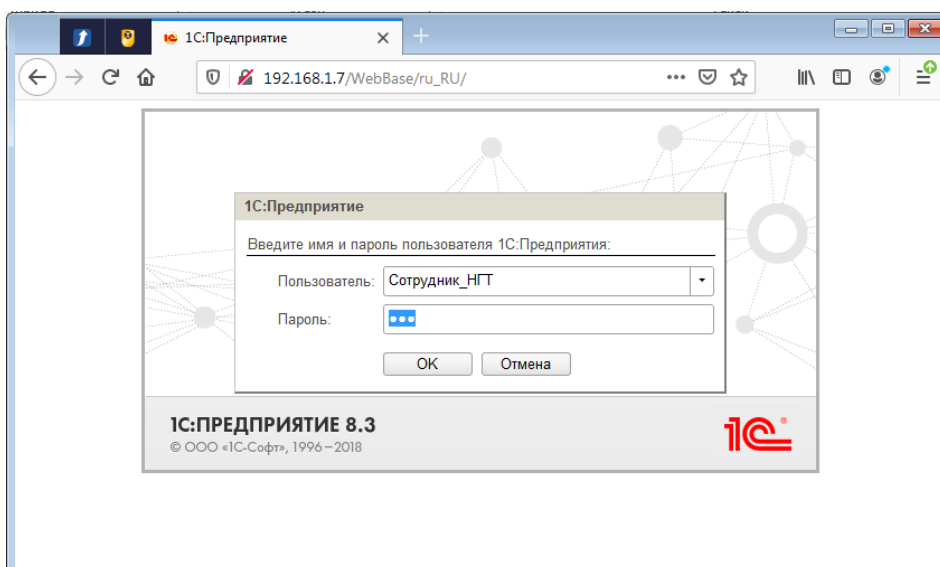 1С:Предприятие
192.168.1.7/WebBase/ru_RU/
1С:Предприятие
Введите имя и пароль пользователя 1С:Предприятия:
Пользователь: Сотрудник_НГТ
Пароль:
OK Отмена
1С:ПРЕДПРИЯТИЕ 8.3
© ООО «1С-Софт», 1996–2018
1С